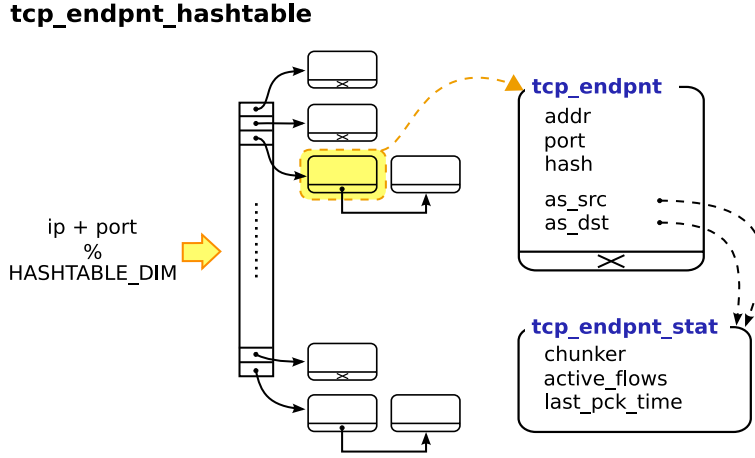 tcp_endpnt_hashtable
ip + port
%
HASHTABLE_DIM
tcp_endpnt
addr
port
hash
as_src
as_dst
tcp_endpnt_stat
chunker
active_flows
last_pck_time